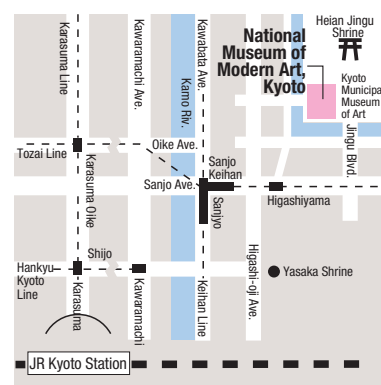 Karasuma Line
Kawaramachi Ave.
Kamo Riv.
Kawabata Ave.
National
Museum of
Modern Art,
Kyoto
Heian Jingu
Shrine
Kyoto
Municipa
Museum
of Art
Jingu Blvd.
Tozai Line
Karasuma Oike
Oike Ave.
Sanjo Ave.
Sanjo
Keihan
Sanjyo
Higashiyama
Shijo
Hankyu
Kyoto
Line
Karasuma
Kawaramachi
Keihan Line
Higashi-oji Ave.
Yasaka Shrine
JR Kyoto Station